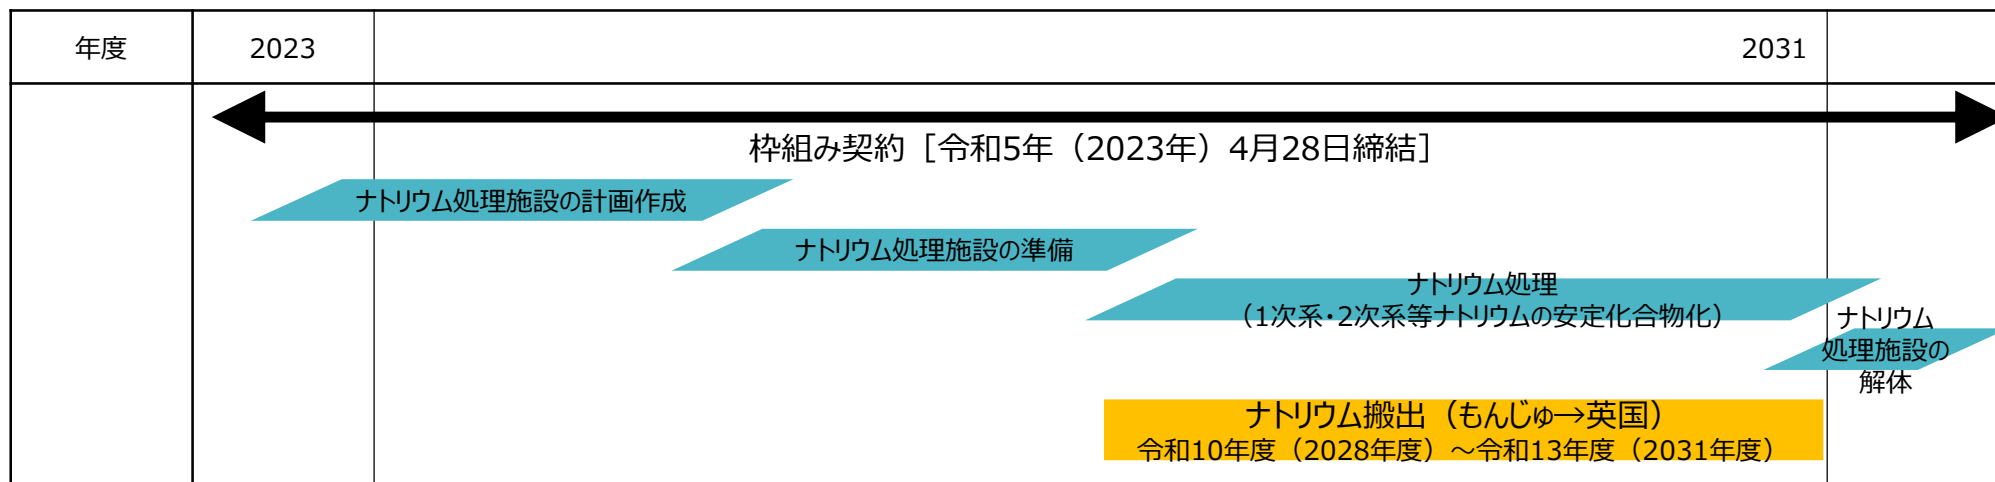 年度
2023
2031
枠組み契約［令和5年（2023年）4月28日締結］
ナトリウム処理施設の計画作成
ナトリウム処理施設の準備
ナトリウム処理
（1次系・2次系等ナトリウムの安定化合物化）
ナトリウム
処理施設の
解体
ナトリウム搬出（もんじゅ→英国）
令和10年度（2028年度）～令和13年度（2031年度）